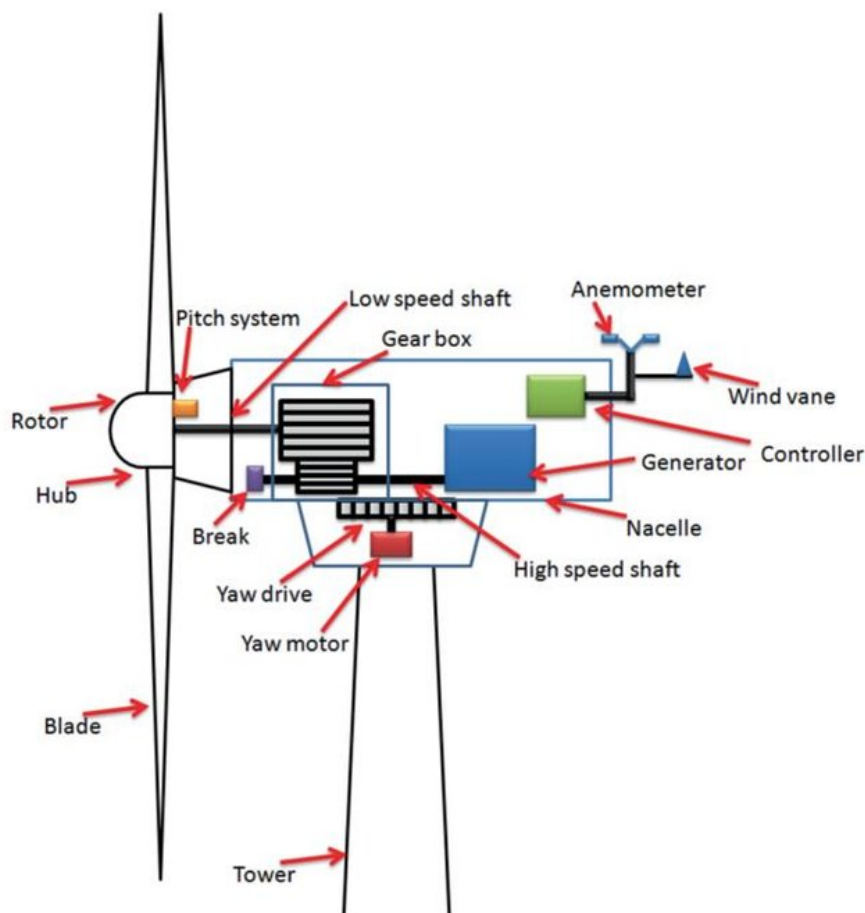 Anemometer
Low speed shaft
Pitch system
Gear box
Wind vane
Rotor
Controller
Generator
Hub
Nacelle
Break
High speed shaft
Yaw drive
Yaw motor
Blade
Tower